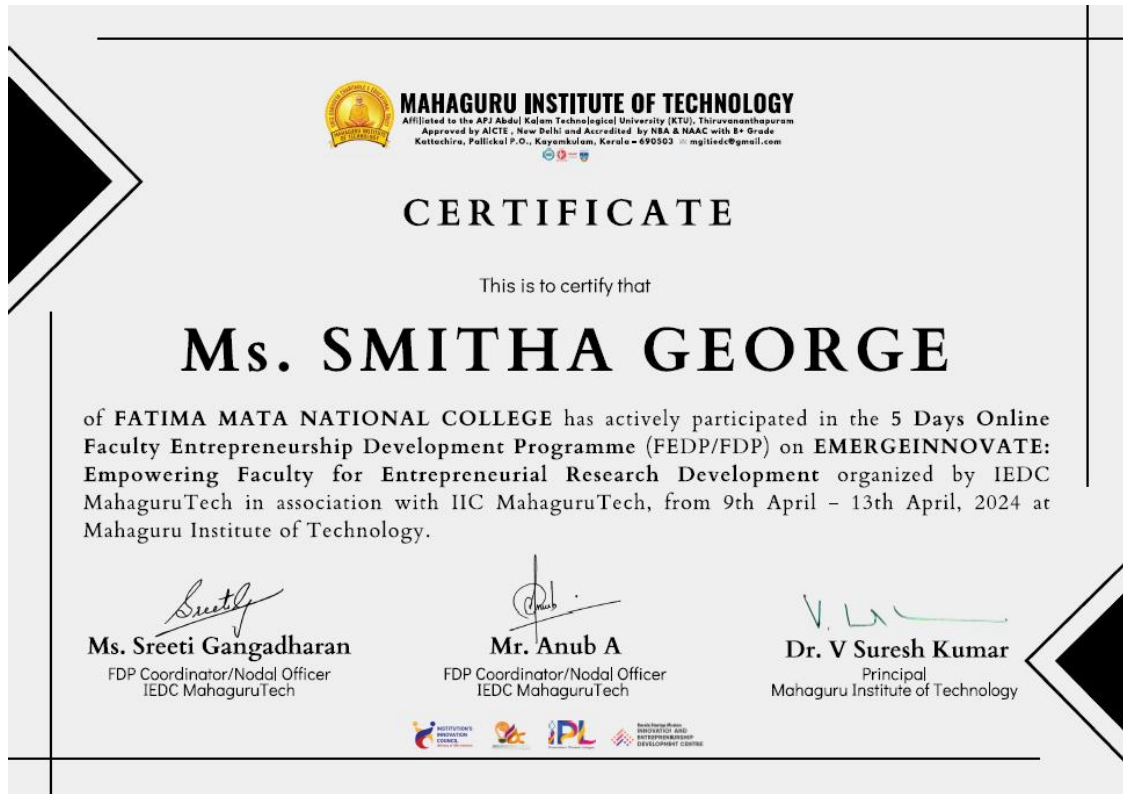 MAHAGURU INSTITUTE OF TECHNOLOGY
Affiliated to the APJ Abdul Kalam Technological University (KTU), Thiruvananthapuram
Approved by AICTE , New Delhi and Accredited by NBA & NAAC with B+ Grade
Kattachira, Pallickal P.O., Kayamkulam, Kerala - 690503 mgitiedc@gmail.com
CERTIFICATE
This is to certify that
Ms. SMITHA GEORGE
of FATIMA MATA NATIONAL COLLEGE has actively participated in the 5 Days Online
Faculty Entrepreneurship Development Programme (FEDP/FDP) on EMERGEINNOVATE:
Empowering Faculty for Entrepreneurial Research Development organized by IEDC
MahaguruTech in association with IIC MahaguruTech, from 9th April – 13th April, 2024 at
Mahaguru Institute of Technology.
Ms. Sreeti Gangadharan
FDP Coordinator/Nodal Officer
IEDC MahaguruTech
Mr. Anub A
FDP Coordinator/Nodal Officer
IEDC MahaguruTech
Dr. V Suresh Kumar
Principal
Mahaguru Institute of Technology
INSTITUTION'S
INNOVATION
COUNCIL
IPL
Kerala Startup Mission
INNOVATION AND
ENTREPRENEURSHIP
DEVELOPMENT CENTRE